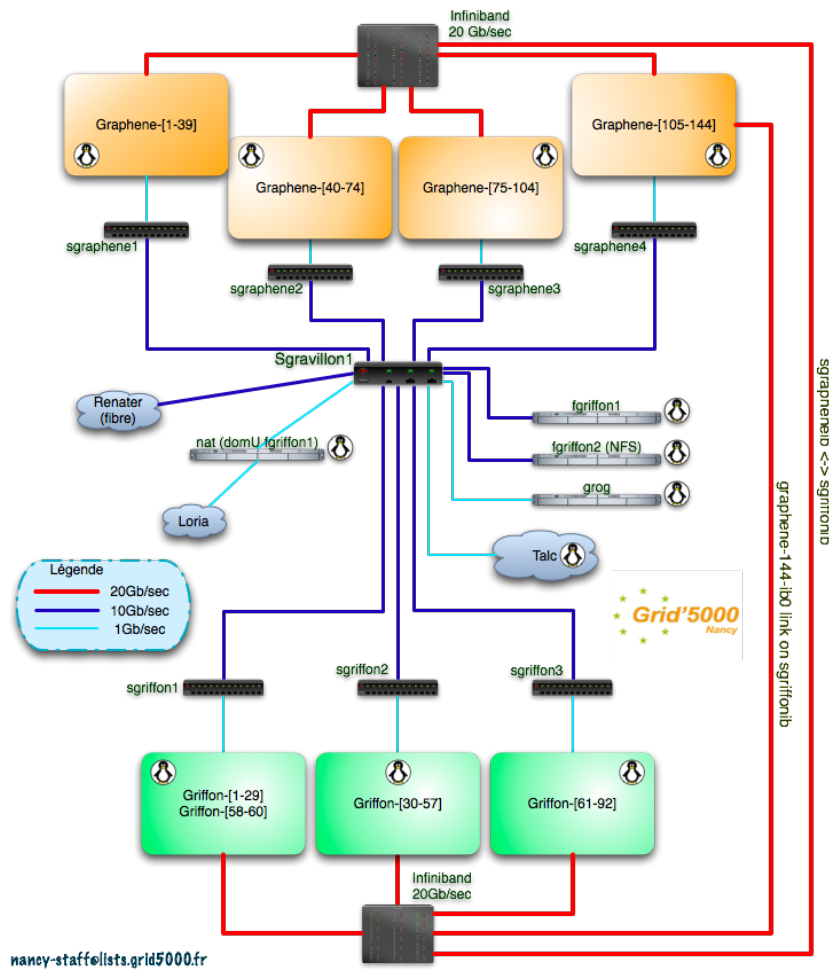 Infiniband
20 Gb/sec
Graphene-[1-39]
Graphene-[105-144]
Graphene-[40-74]
Graphene-[75-104]
sgraphene1
sgraphene4
sgraphene2
sgraphene3
Sgravillon1
Renater
(fibre)
fgriffon1
nat (domU fgriffon1)
fgriffon2 (NFS)
grog
Loria
Talc
sgrapheneib <-> sgriffonib
graphene-144-ib0 link on sgriffonib
Légende
20Gb/sec
10Gb/sec
1Gb/sec
Grid'5000
Nancy
sgriffon1
sgriffon2
sgriffon3
Griffon-[1-29]
Griffon-[58-60]
Griffon-[30-57]
Griffon-[61-92]
Infiniband
20Gb/sec
nancy-staff@lists.grid5000.fr